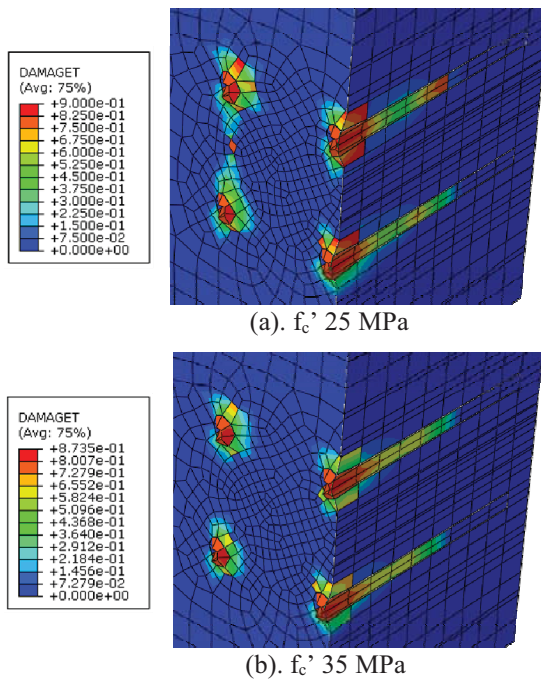 DAMAGET
(Avg: 75%)
+9.000e-01
+8.250e-01
+7.500e-01
+6.750e-01
+6.000e-01
+5.250e-01
+4.500e-01
+3.750e-01
+3.000e-01
+2.250e-01
+1.500e-01
+7.500e-02
+0.000e+00
(a). fc’ 25 MPa
DAMAGET
(Avg: 75%)
+8.735e-01
+8.007e-01
+7.279e-01
+6.552e-01
+5.824e-01
+5.096e-01
+4.368e-01
+3.640e-01
+2.912e-01
+2.184e-01
+1.456e-01
+7.279e-02
+0.000e+00
(b). fc’ 35 MPa